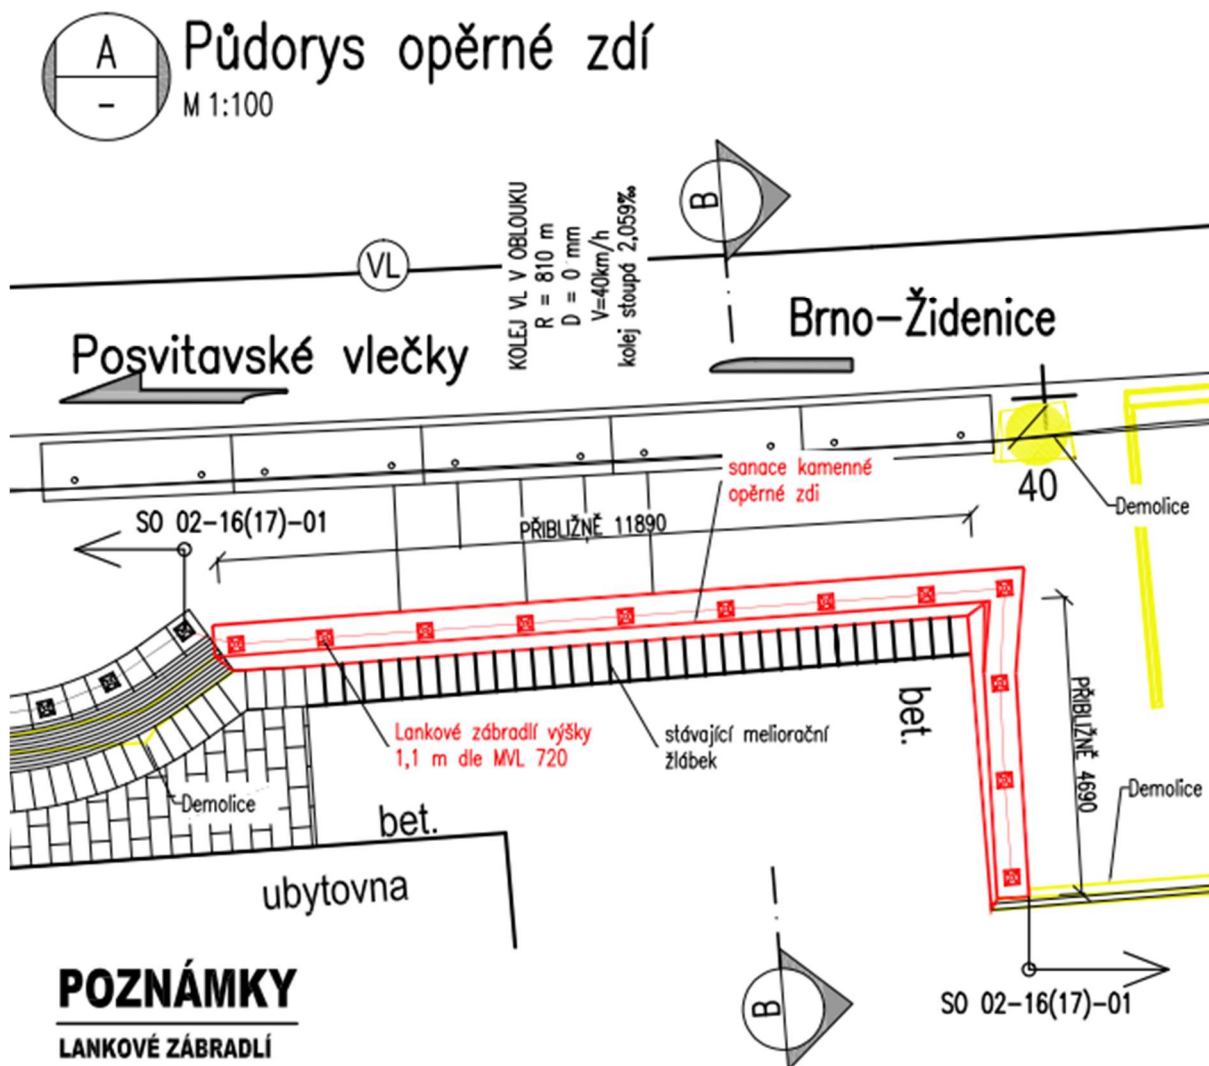 A
-
Půdorys opěrné zdí
M 1:100
KOLEJ VL V OBLOUKU
R = 810 m
D = 0 mm
V=40km/h
kolej stoupá 2,059‰
B
VL
Brno-Židenice
Posvitavské vlečky
sanace kamenné
opěrné zdi
40
Demolice
SO 02-16(17)-01
PŘIBLIŽNĚ 11890
bet.
PŘIBLIŽNĚ 4690
Lankové zábradlí výšky
1,1 m dle MVL 720
stávající meliorační
žlábek
Demolice
Demolice
bet.
ubytovna
POZNÁMKY
LANKOVÉ ZÁBRADLÍ
B
SO 02-16(17)-01